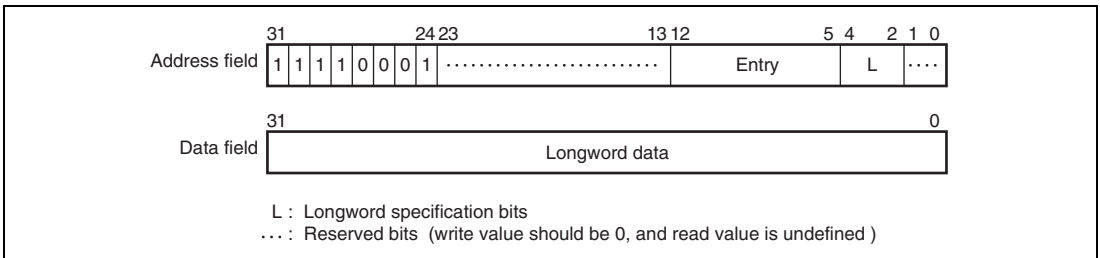 31 24 23 13 12 5 4 2 1 0
Address field 1 1 1 1 0 0 0 1 .......................... Entry L ....
31 0
Data field Longword data
L : Longword specification bits
... : Reserved bits (write value should be 0, and read value is undefined )